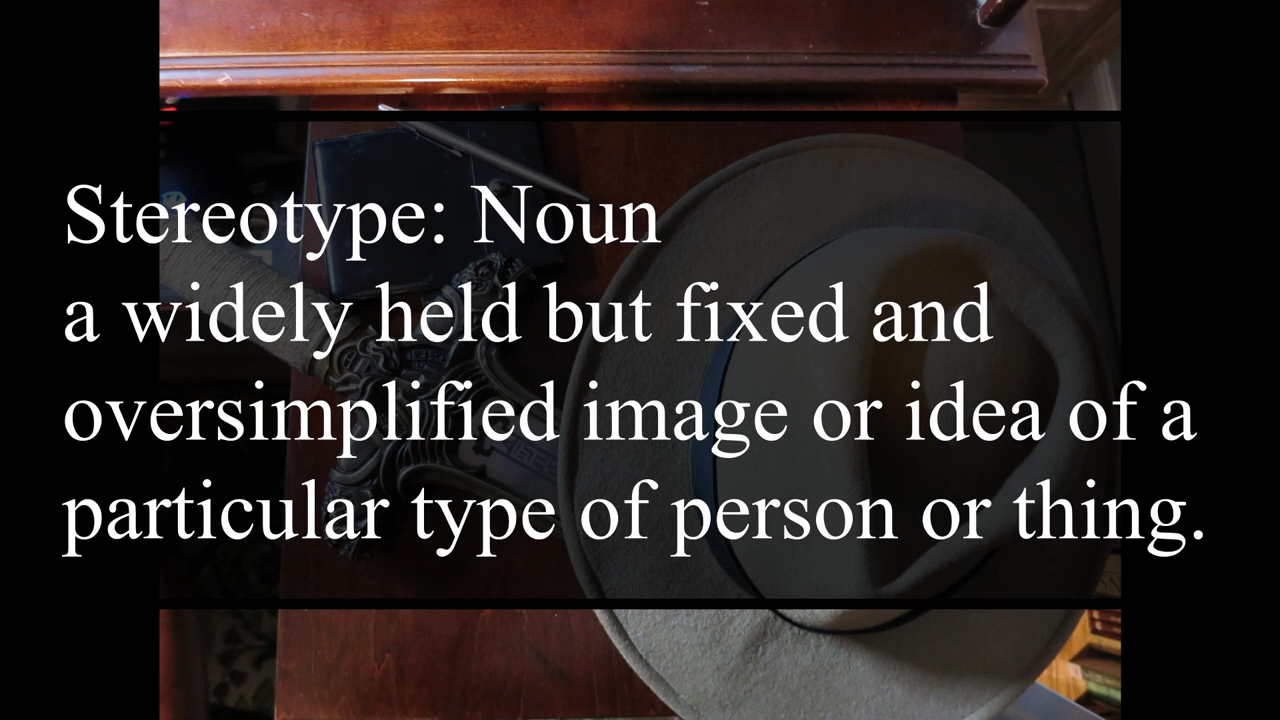 Stereotype: Noun
a widely held but fixed and
oversimplified image or idea of a
particular type of person or thing.